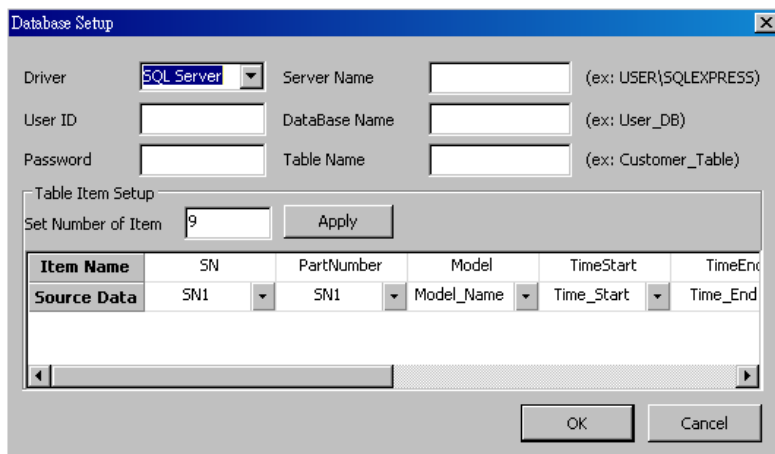 Database Setup
Driver SQL Server Server Name (ex: USER\SQLEXPRESS)
User ID DataBase Name (ex: User_DB)
Password Table Name (ex: Customer_Table)
Table Item Setup
Set Number of Item 9 Apply
Item Name SN PartNumber Model TimeStart TimeEnd
Source Data SN1 SN1 Model_Name Time_Start Time_End
OK Cancel